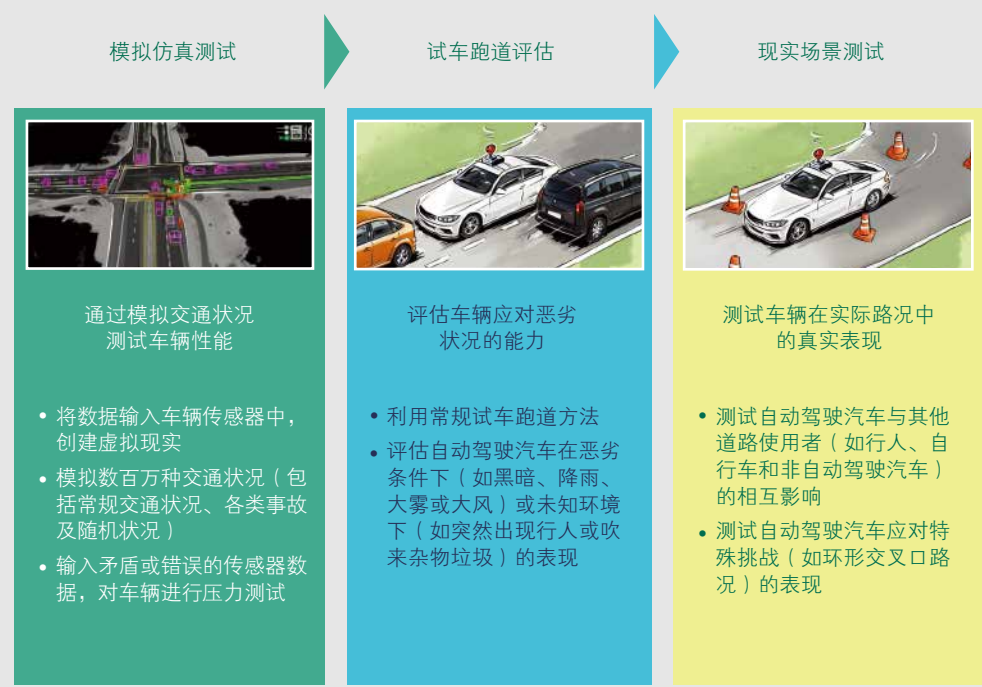 模拟仿真测试
试车跑道评估
现实场景测试
通过模拟交通状况
测试车辆性能
• 将数据输入车辆传感器中，
创建虚拟现实
• 模拟数百万种交通状况（包
括常规交通状况、各类事故
及随机状况）
• 输入矛盾或错误的传感器数
据，对车辆进行压力测试
评估车辆应对恶劣
状况的能力
• 利用常规试车跑道方法
• 评估自动驾驶汽车在恶劣
条件下（如黑暗、降雨、
大雾或大风）或未知环境
下（如突然出现行人或吹
来杂物垃圾）的表现
测试车辆在实际路况中
的真实表现
• 测试自动驾驶汽车与其他
道路使用者（如行人、自
行车和非自动驾驶汽车）
的相互影响
• 测试自动驾驶汽车应对特
殊挑战（如环形交叉口路
况）的表现